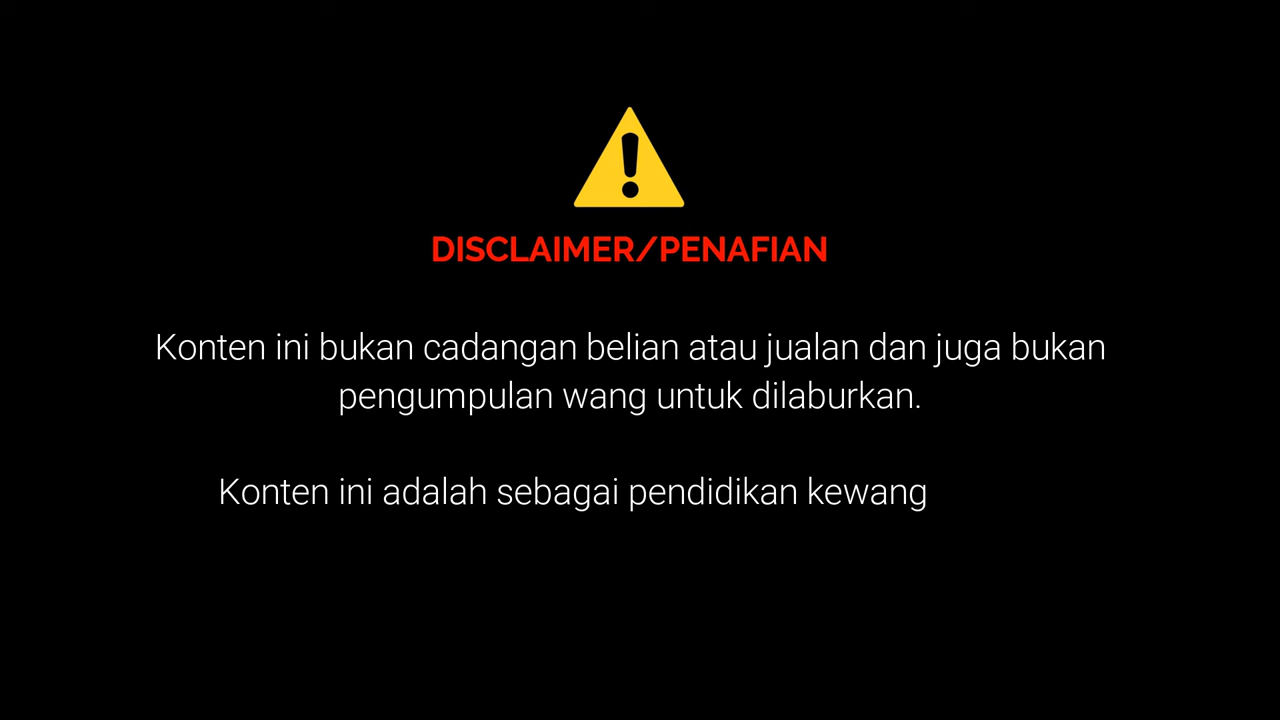 DISCLAIMER/PENAFIAN
Konten ini bukan cadangan belian atau jualan dan juga bukan
pengumpulan wang untuk dilaburkan.
Konten ini adalah sebagai pendidikan kewang